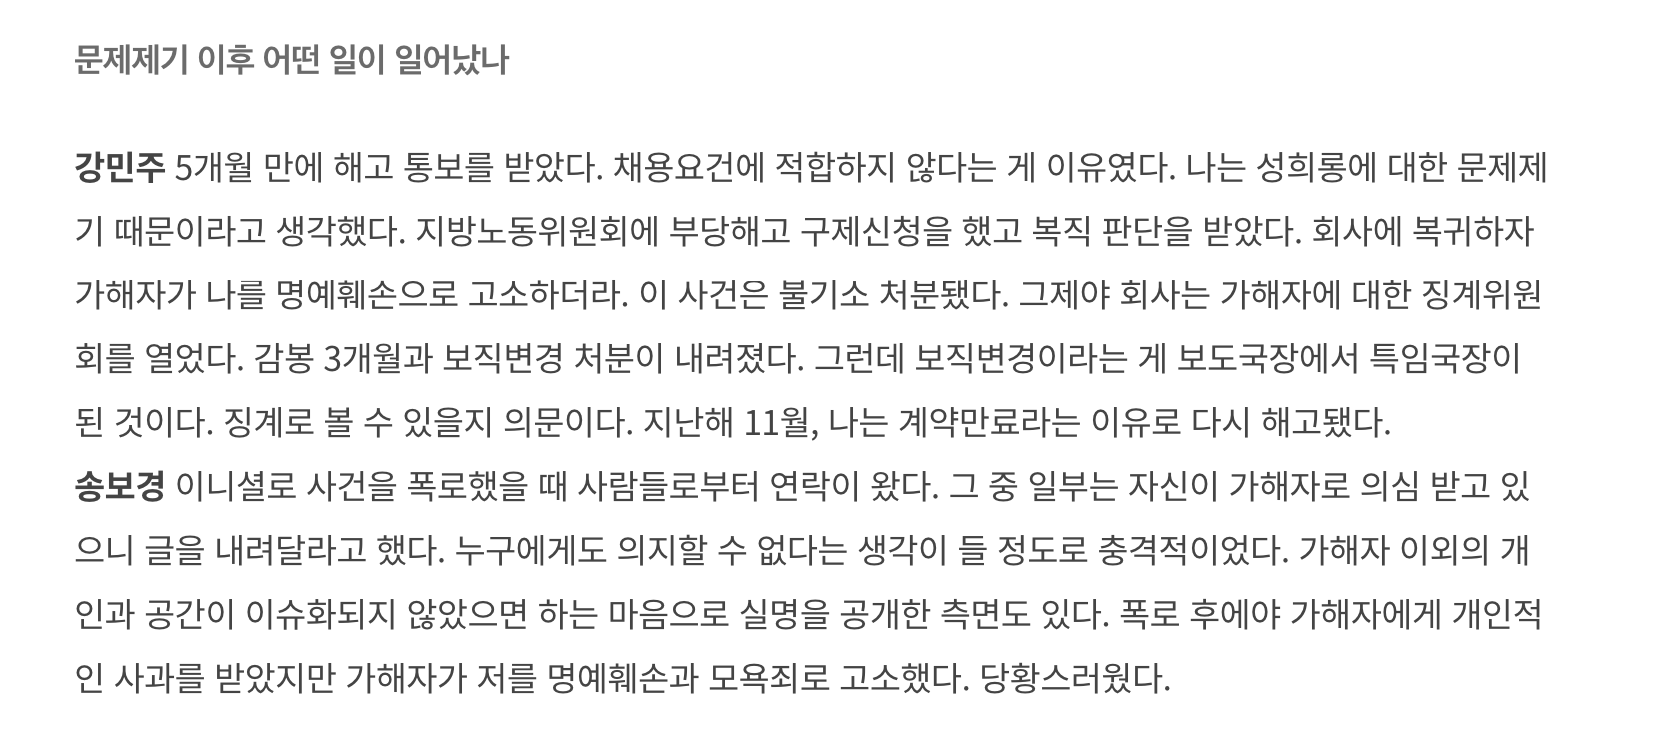 문제제기 이후 어떤 일이 일어났나
강민주 5개월 만에 해고 통보를 받았다. 채용요건에 적합하지 않다는 게 이유였다. 나는 성희롱에 대한 문제제
기 때문이라고 생각했다. 지방노동위원회에 부당해고 구제신청을 했고 복직 판단을 받았다. 회사에 복귀하자
가해자가 나를 명예훼손으로 고소하더라. 이 사건은 불기소 처분됐다. 그제야 회사는 가해자에 대한 징계위원
회를 열었다. 감봉 3개월과 보직변경 처분이 내려졌다. 그런데 보직변경이라는 게 보도국장에서 특임국장이
된 것이다. 징계로 볼 수 있을지 의문이다. 지난해 11월, 나는 계약만료라는 이유로 다시 해고됐다.
송보경 이니셜로 사건을 폭로했을 때 사람들로부터 연락이 왔다. 그 중 일부는 자신이 가해자로 의심 받고 있
으니 글을 내려달라고 했다. 누구에게도 의지할 수 없다는 생각이 들 정도로 충격적이었다. 가해자 이외의 개
인과 공간이 이슈화되지 않았으면 하는 마음으로 실명을 공개한 측면도 있다. 폭로 후에야 가해자에게 개인적
인 사과를 받았지만 가해자가 저를 명예훼손과 모욕죄로 고소했다. 당황스러웠다.